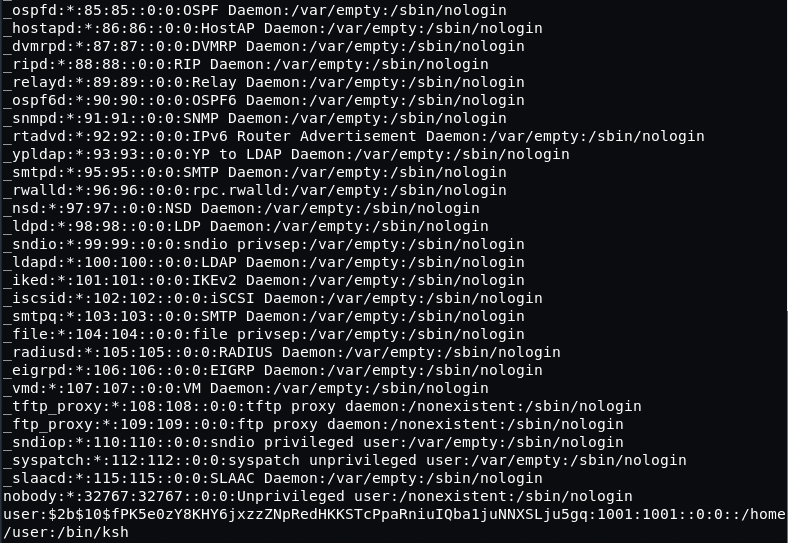 _ospfd:*:85:85::0:0:OSPF Daemon:/var/empty:/sbin/nologin
_hostapd:*:86:86::0:0:HostAP Daemon:/var/empty:/sbin/nologin
_dvmrpd:*:87:87::0:0:DVMRP Daemon:/var/empty:/sbin/nologin
_ripd:*:88:88::0:0:RIP Daemon:/var/empty:/sbin/nologin
_relayd:*:89:89::0:0:Relay Daemon:/var/empty:/sbin/nologin
_ospf6d:*:90:90::0:0:OSPF6 Daemon:/var/empty:/sbin/nologin
_snmpd:*:91:91::0:0:SNMP Daemon:/var/empty:/sbin/nologin
_rtadvd:*:92:92::0:0:IPv6 Router Advertisement Daemon:/var/empty:/sbin/nologin
_ypldap:*:93:93::0:0:YP to LDAP Daemon:/var/empty:/sbin/nologin
_smtpd:*:95:95::0:0:SMTP Daemon:/var/empty:/sbin/nologin
_rwalld:*:96:96::0:0:rpc.rwalld:/var/empty:/sbin/nologin
_nsd:*:97:97::0:0:NSD Daemon:/var/empty:/sbin/nologin
_ldpd:*:98:98::0:0:LDP Daemon:/var/empty:/sbin/nologin
_sndio:*:99:99::0:0:sndio privsep:/var/empty:/sbin/nologin
_ldapd:*:100:100::0:0:LDAP Daemon:/var/empty:/sbin/nologin
_iked:*:101:101::0:0:IKEv2 Daemon:/var/empty:/sbin/nologin
_iscsid:*:102:102::0:0:iSCSI Daemon:/var/empty:/sbin/nologin
_smtpq:*:103:103::0:0:SMTP Daemon:/var/empty:/sbin/nologin
_file:*:104:104::0:0:file privsep:/var/empty:/sbin/nologin
_radiusd:*:105:105::0:0:RADIUS Daemon:/var/empty:/sbin/nologin
_eigrpd:*:106:106::0:0:EIGRP Daemon:/var/empty:/sbin/nologin
_vmd:*:107:107::0:0:VM Daemon:/var/empty:/sbin/nologin
_tftp_proxy:*:108:108::0:0:tftp proxy daemon:/nonexistent:/sbin/nologin
_ftp_proxy:*:109:109::0:0:ftp proxy daemon:/nonexistent:/sbin/nologin
_sndiop:*:110:110::0:0:sndio privileged user:/var/empty:/sbin/nologin
_syspatch:*:112:112::0:0:syspatch unprivileged user:/var/empty:/sbin/nologin
_slaacd:*:115:115::0:0:SLAAC Daemon:/var/empty:/sbin/nologin
nobody:*:32767:32767::0:0:Unprivileged user:/nonexistent:/sbin/nologin
user:$2b$10$fPK5e0zY8KHY6jxzzZNpRedHKKSTcPpaRniuIQba1juNNXSLju5gq:1001:1001::0:0::/home
/user:/bin/ksh